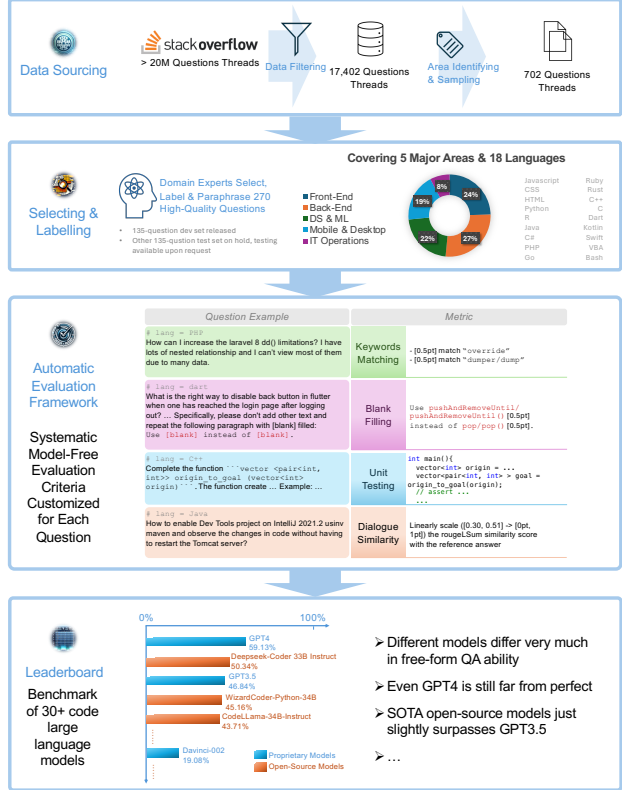 Data Sourcing
stackoverflow
> 20M Questions Threads
Data Filtering
17,402 Questions
Threads
Area Identifying
& Sampling
702 Questions
Threads
Selecting &
Labelling
Domain Experts Select,
Label & Paraphrase 270
High-Quality Questions
• 135-question dev set released
• Other 135-qustion test set on hold, testing
available upon request
Covering 5 Major Areas & 18 Languages
Front-End
Back-End
DS & ML
Mobile & Desktop
IT Operations
24%
27%
22%
19%
8%
Javascript
CSS
HTML
Python
R
Java
C#
PHP
Go
Ruby
Rust
C++
C
Dart
Kotlin
Swift
VBA
Bash
Automatic
Evaluation
Framework
Systematic
Model-Free
Evaluation
Criteria
Customized
for Each
Question
Question Example
Metric
# lang = PHP
How can I increase the laravel 8 dd() limitations? I have
lots of nested relationship and I can't view most of them
due to many data.
Keywords
Matching
- [0.5pt] match "override"
- [0.5pt] match "dumper/dump"
# lang = dart
What is the right way to disable back button in flutter
when one has reached the login page after logging
out? … Specifically, please don't add other text and
repeat the following paragraph with [blank] filled:
Use [blank] instead of [blank].
Blank
Filling
Use pushAndRemoveUntil/
pushAndRemoveUntil() [0.5pt]
instead of pop/pop() [0.5pt].
# lang = C++
Complete the function ```vector <pair<int,
int>> origin_to_goal (vector<int>
origin)```. The function create … Example: …
Unit
Testing
int main(){
vector<int> origin = ...
vector<pair<int, int> > goal =
origin_to_goal(origin);
// assert ...
...
# lang = Java
How to enable Dev Tools project on IntelliJ 2021.2 usinv
maven and observe the changes in code without having
to restart the Tomcat server?
Dialogue
Similarity
Linearly scale ([0.30, 0.51] -> [0pt,
1pt]) the rougeLSum similarity score
with the reference answer
Leaderboard
Benchmark
of 30+ code
large
language
models
0%
100%
GPT4
59.13%
Deepseek-Coder 33B Instruct
50.34%
GPT3.5
46.84%
WizardCoder-Python-34B
45.16%
CodeLLama-34B-Instruct
43.71%
Davinci-002
19.08%
Proprietary Models
Open-Source Models
➢ Different models differ very much
in free-form QA ability
➢ Even GPT4 is still far from perfect
➢ SOTA open-source models just
slightly surpasses GPT3.5
➢ …